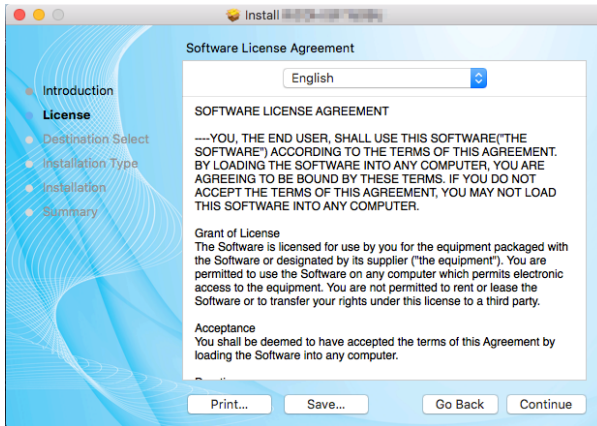 Install
Software License Agreement
English
Introduction
License
Destination Select
Installation Type
Installation
Summary
SOFTWARE LICENSE AGREEMENT
----YOU, THE END USER, SHALL USE THIS SOFTWARE("THE
SOFTWARE") ACCORDING TO THE TERMS OF THIS AGREEMENT.
BY LOADING THE SOFTWARE INTO ANY COMPUTER, YOU ARE
AGREEING TO BE BOUND BY THESE TERMS. IF YOU DO NOT
ACCEPT THE TERMS OF THIS AGREEMENT, YOU MAY NOT LOAD
THIS SOFTWARE INTO ANY COMPUTER.
Grant of License
The Software is licensed for use by you for the equipment packaged with
the Software or designated by its supplier ("the equipment"). You are
permitted to use the Software on any computer which permits electronic
access to the equipment. You are not permitted to rent or lease the
Software or to transfer your rights under this license to a third party.
Acceptance
You shall be deemed to have accepted the terms of this Agreement by
loading the Software into any computer.
Print...
Save...
Go Back
Continue